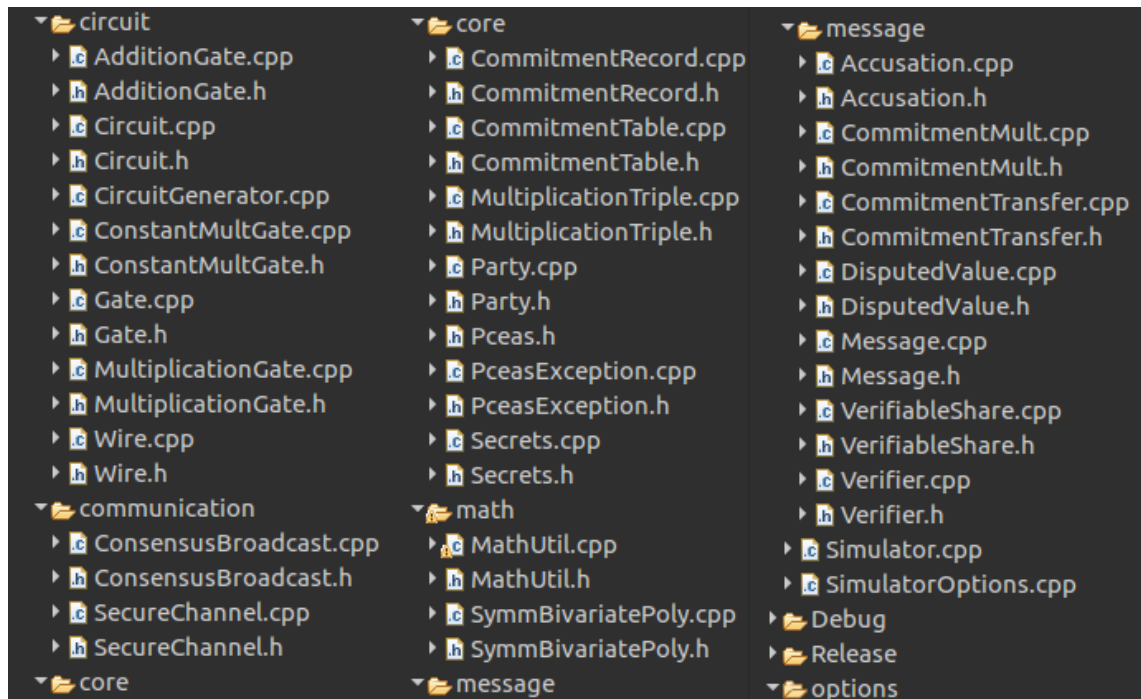 circuit
AdditionGate.cpp
AdditionGate.h
Circuit.cpp
Circuit.h
CircuitGenerator.cpp
ConstantMultGate.cpp
ConstantMultGate.h
Gate.cpp
Gate.h
MultiplicationGate.cpp
MultiplicationGate.h
Wire.cpp
Wire.h
communication
ConsensusBroadcast.cpp
ConsensusBroadcast.h
SecureChannel.cpp
SecureChannel.h
core
core
CommitmentRecord.cpp
CommitmentRecord.h
CommitmentTable.cpp
CommitmentTable.h
MultiplicationTriple.cpp
MultiplicationTriple.h
Party.cpp
Party.h
Pceas.h
PceasException.cpp
PceasException.h
Secrets.cpp
Secrets.h
math
MathUtil.cpp
MathUtil.h
SymmBivariatePoly.cpp
SymmBivariatePoly.h
message
message
Accusation.cpp
Accusation.h
CommitmentMult.cpp
CommitmentMult.h
CommitmentTransfer.cpp
CommitmentTransfer.h
DisputedValue.cpp
DisputedValue.h
Message.cpp
Message.h
VerifiableShare.cpp
VerifiableShare.h
Verifier.cpp
Verifier.h
Simulator.cpp
SimulatorOptions.cpp
Debug
Release
options